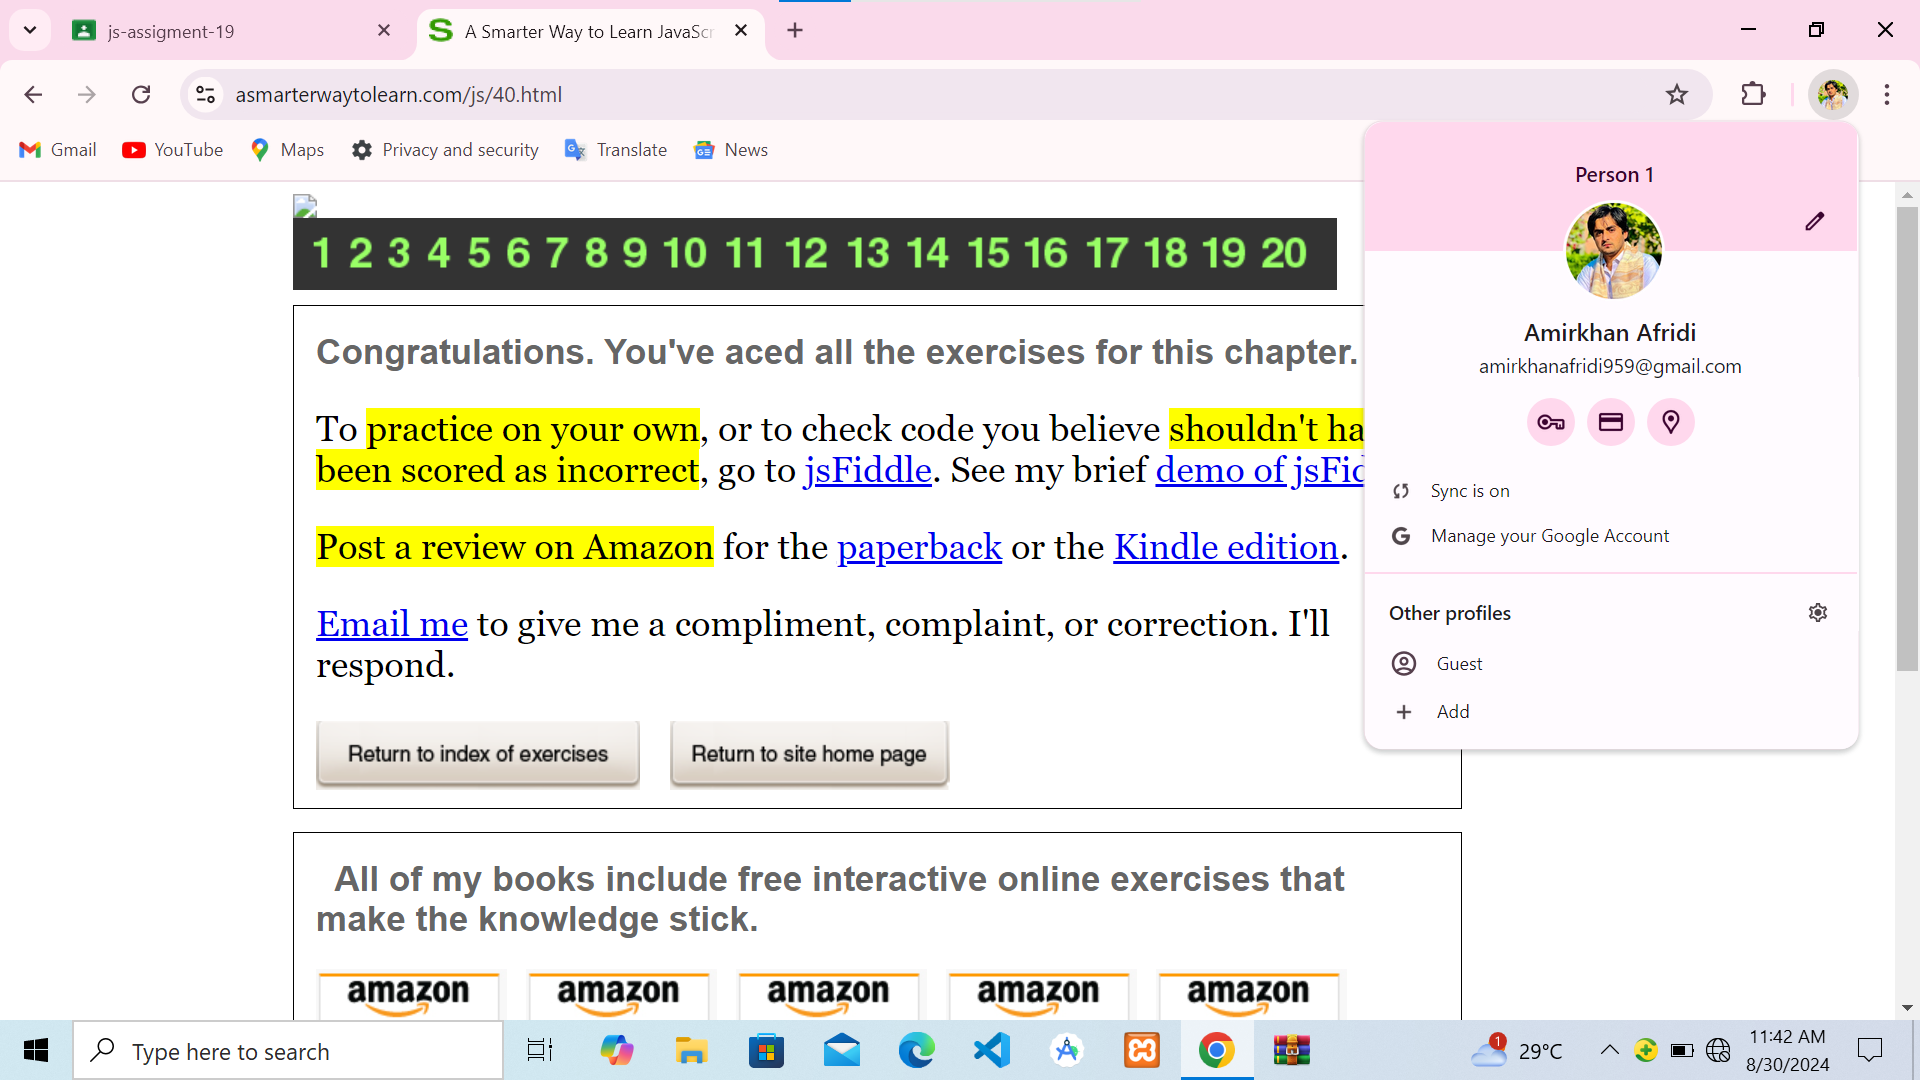 js-assigment-19
A Smarter Way to Learn JavaScr
asmarterwaytolearn.com/js/40.html
Gmail
YouTube
Maps
Privacy and security
Translate
News
1 2 3 4 5 6 7 8 9 10 11 12 13 14 15 16 17 18 19 20
Congratulations. You've aced all the exercises for this chapter.
To practice on your own, or to check code you believe shouldn't ha
been scored as incorrect, go to jsFiddle. See my brief demo of jsFid
Post a review on Amazon for the paperback or the Kindle edition.
Email me to give me a compliment, complaint, or correction. I'll
respond.
Return to index of exercises
Return to site home page
All of my books include free interactive online exercises that
make the knowledge stick.
amazon
amazon
amazon
amazon
amazon
Person 1
Amirkhan Afridi
amirkhanafridi959@gmail.com
Sync is on
Manage your Google Account
Other profiles
Guest
Add
Type here to search
1
29°C
11:42 AM
8/30/2024